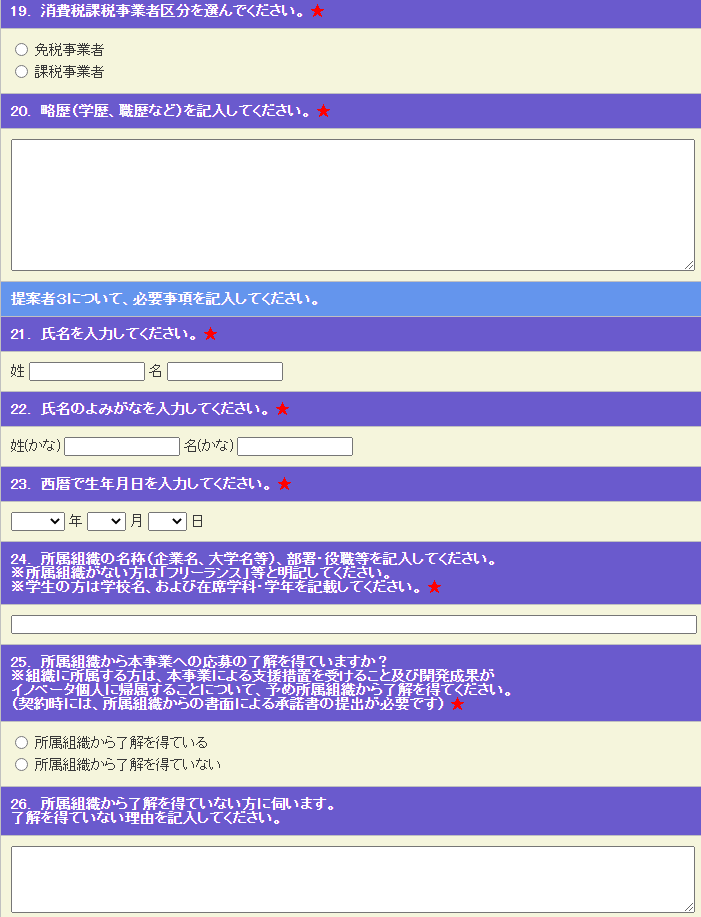 19. 消費税課税事業者区分を選んでください。★
免税事業者
課税事業者
20. 略歴（学歴、職歴など）を記入してください。★
提案者3について、必要事項を記入してください。
21. 氏名を入力してください。★
姓 名
22. 氏名のよみがなを入力してください。★
姓(かな) 名(かな)
23. 西暦で生年月日を入力してください。★
年 月 日
24. 所属組織の名称（企業名、大学名等）、部署・役職等を記入してください。
※所属組織がない方は「フリーランス」等と明記してください。
※学生の方は学校名、および在席学科・学年を記載してください。★
25. 所属組織から本事業への応募の了解を得ていますか？
※組織に所属する方は、本事業による支援措置を受けること及び開発成果が
イノベータ個人に帰属することについて、予め所属組織から了解を得てください。
（契約時には、所属組織からの書面による承諾書の提出が必要です）★
所属組織から了解を得ている
所属組織から了解を得ていない
26. 所属組織から了解を得ていない方に伺います。
了解を得ていない理由を記入してください。